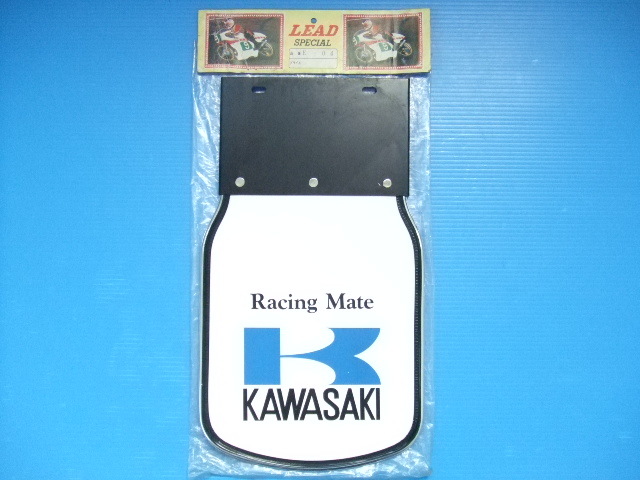 LEAD
SPECIAL
Racing Mate
K
KAWASAKI